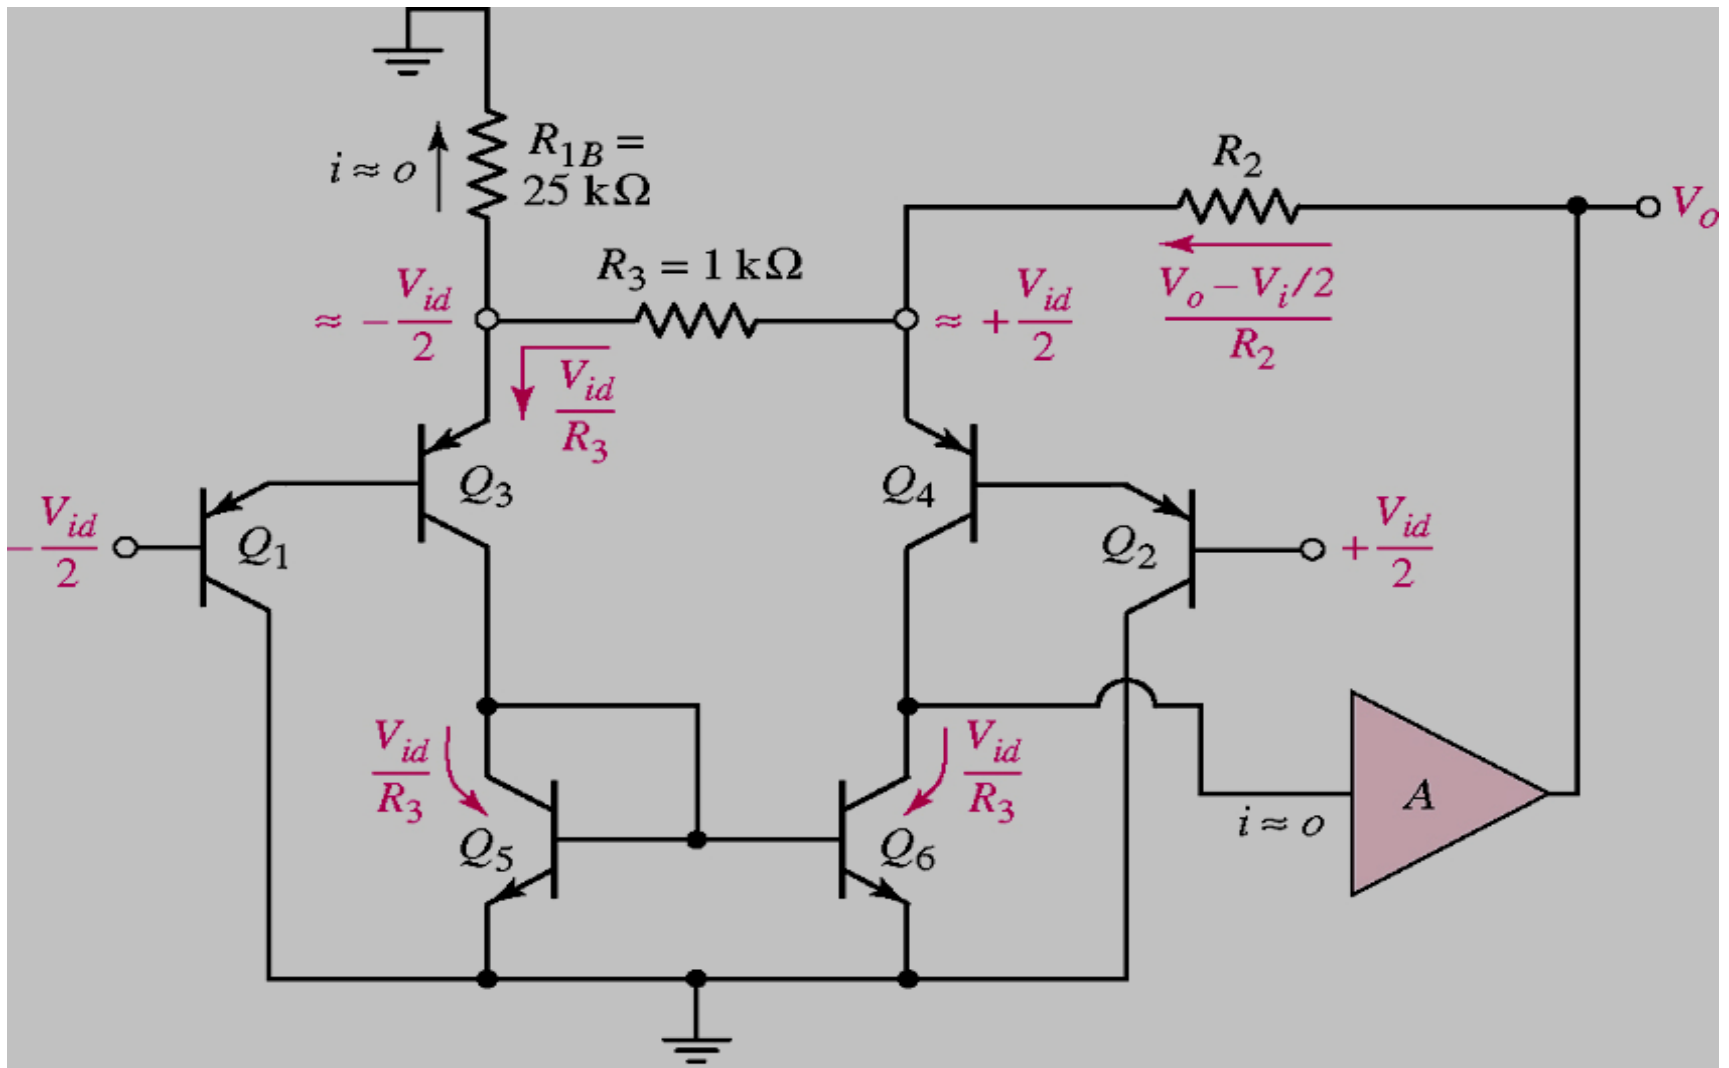 R1B =
i ≈ o
25 kΩ
R2
Vo
R3 = 1 kΩ
≈ − Vid/2
≈ + Vid/2
Vo − Vi/2
R2
Vid/R3
Q3
Q4
− Vid/2
Q1
Q2
+ Vid/2
Vid/R3
Vid/R3
A
i ≈ o
Q5
Q6